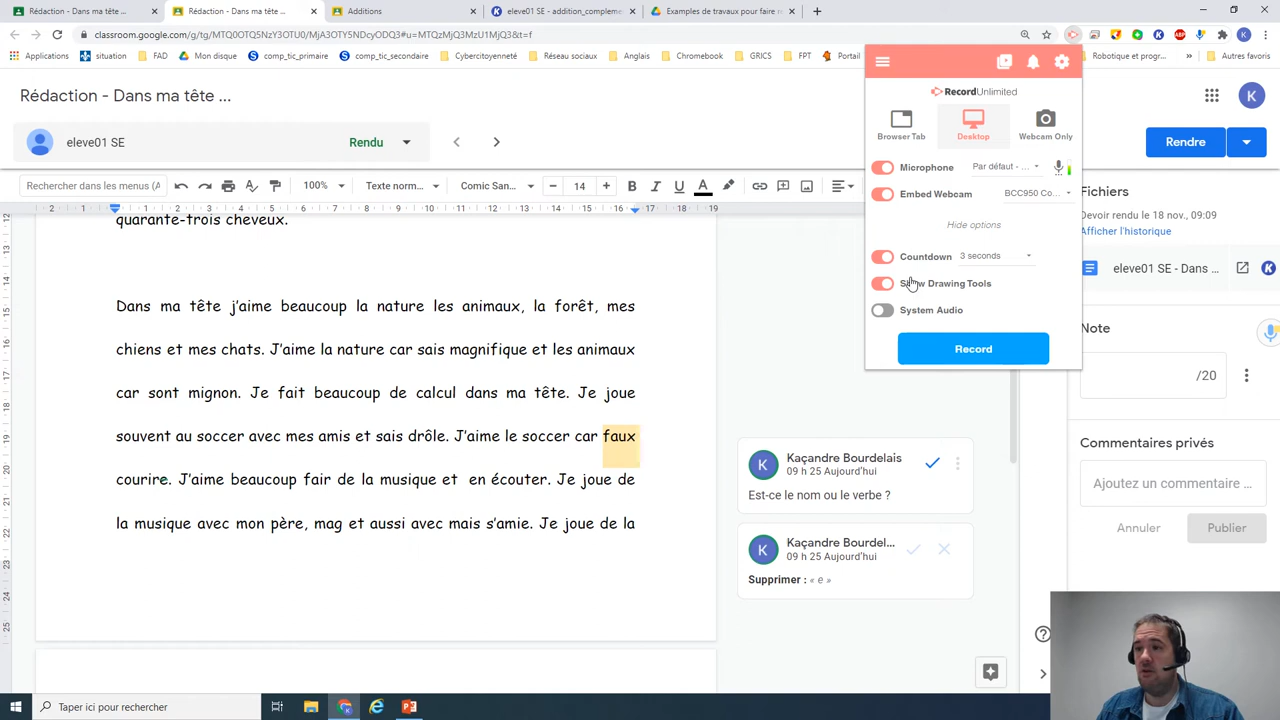 Rédaction - Dans ma tête ...
Rédaction - Dans ma tête ...
Additions
eleve01 SE - addition_compleme
Examples de travaux pour faire
classroom.google.com/g/tg/MTQ0OTQ5NzY3OTU0/MjA3OTY5NDQ0MTQ3#u=MTQzMjQ3MzU1MjQ3&t=f
Applications
situation
FAD
Mon disque
comp_tic_primaire
comp_tic_secondaire
Cybercitoyenneté
Réseau sociaux
Anglais
Chromebook
GRICS
FPT
Portail
Robotique et progr...
Autres favoris
Rédaction - Dans ma tête ...
eleve01 SE
Rendu
Rendre
Rechercher dans les menus (A
100%
Texte norm...
Comic San...
14
quarante-trois cheveux.
Dans ma tête j'aime beaucoup la nature les animaux, la forêt, mes
chiens et mes chats. J'aime la nature car sais magnifique et les animaux
car sont mignon. Je fait beaucoup de calcul dans ma tête. Je joue
souvent au soccer avec mes amis et sais drôle. J'aime le soccer car faux
courire. J'aime beaucoup fair de la musique et en écouter. Je joue de
la musique avec mon père, mag et aussi avec mais s'amie. Je joue de la
RecordUnlimited
Browser Tab
Desktop
Webcam Only
Microphone
Par défaut - ...
Embed Webcam
BCC950 Co...
Hide options
Countdown
3 seconds
Show Drawing Tools
System Audio
Record
Kaçandre Bourdelais
09 h 25 Aujourd'hui
Est-ce le nom ou le verbe ?
Kaçandre Bourdel...
09 h 25 Aujourd'hui
Supprimer : « e »
Fichiers
Devoir rendu le 18 nov., 09:09
Afficher l'historique
eleve01 SE - Dans ...
Note
/20
Commentaires privés
Ajoutez un commentaire ...
Annuler
Publier
Taper ici pour rechercher